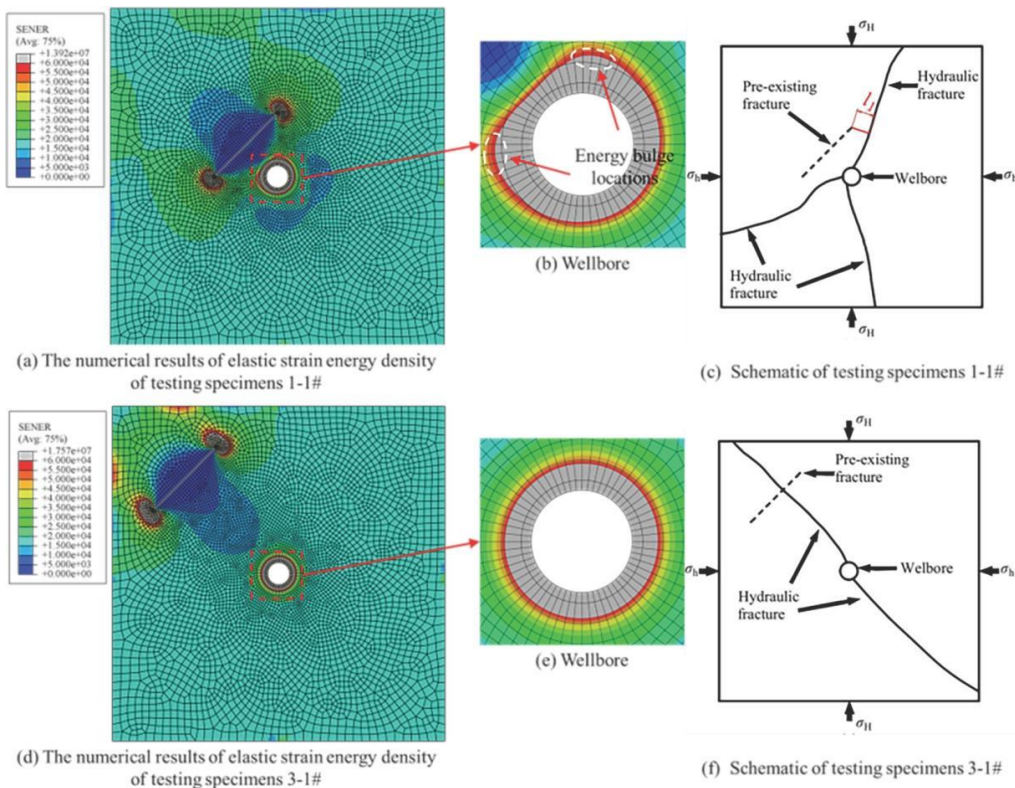 SENER
(Avg: 75%)
+1.392e+07
+6.000e+04
+5.500e+04
+5.000e+04
+4.500e+04
+4.000e+04
+3.500e+04
+3.000e+04
+2.500e+04
+2.000e+04
+1.500e+04
+1.000e+04
+5.000e+03
+0.000e+00
(a) The numerical results of elastic strain energy density
of testing specimens 1-1#
Energy bulge
locations
(b) Wellbore
σH
Pre-existing
fracture
Hydraulic
fracture
σh
Welbore
σh
Hydraulic
fracture
σH
(c) Schematic of testing specimens 1-1#
SENER
(Avg: 75%)
+1.757e+07
+6.000e+04
+5.500e+04
+5.000e+04
+4.500e+04
+4.000e+04
+3.500e+04
+3.000e+04
+2.500e+04
+2.000e+04
+1.500e+04
+1.000e+04
+5.000e+03
+0.000e+00
(d) The numerical results of elastic strain energy density
of testing specimens 3-1#
(e) Wellbore
σH
Pre-existing
fracture
σh
Welbore
σh
Hydraulic
fracture
σH
(f) Schematic of testing specimens 3-1#